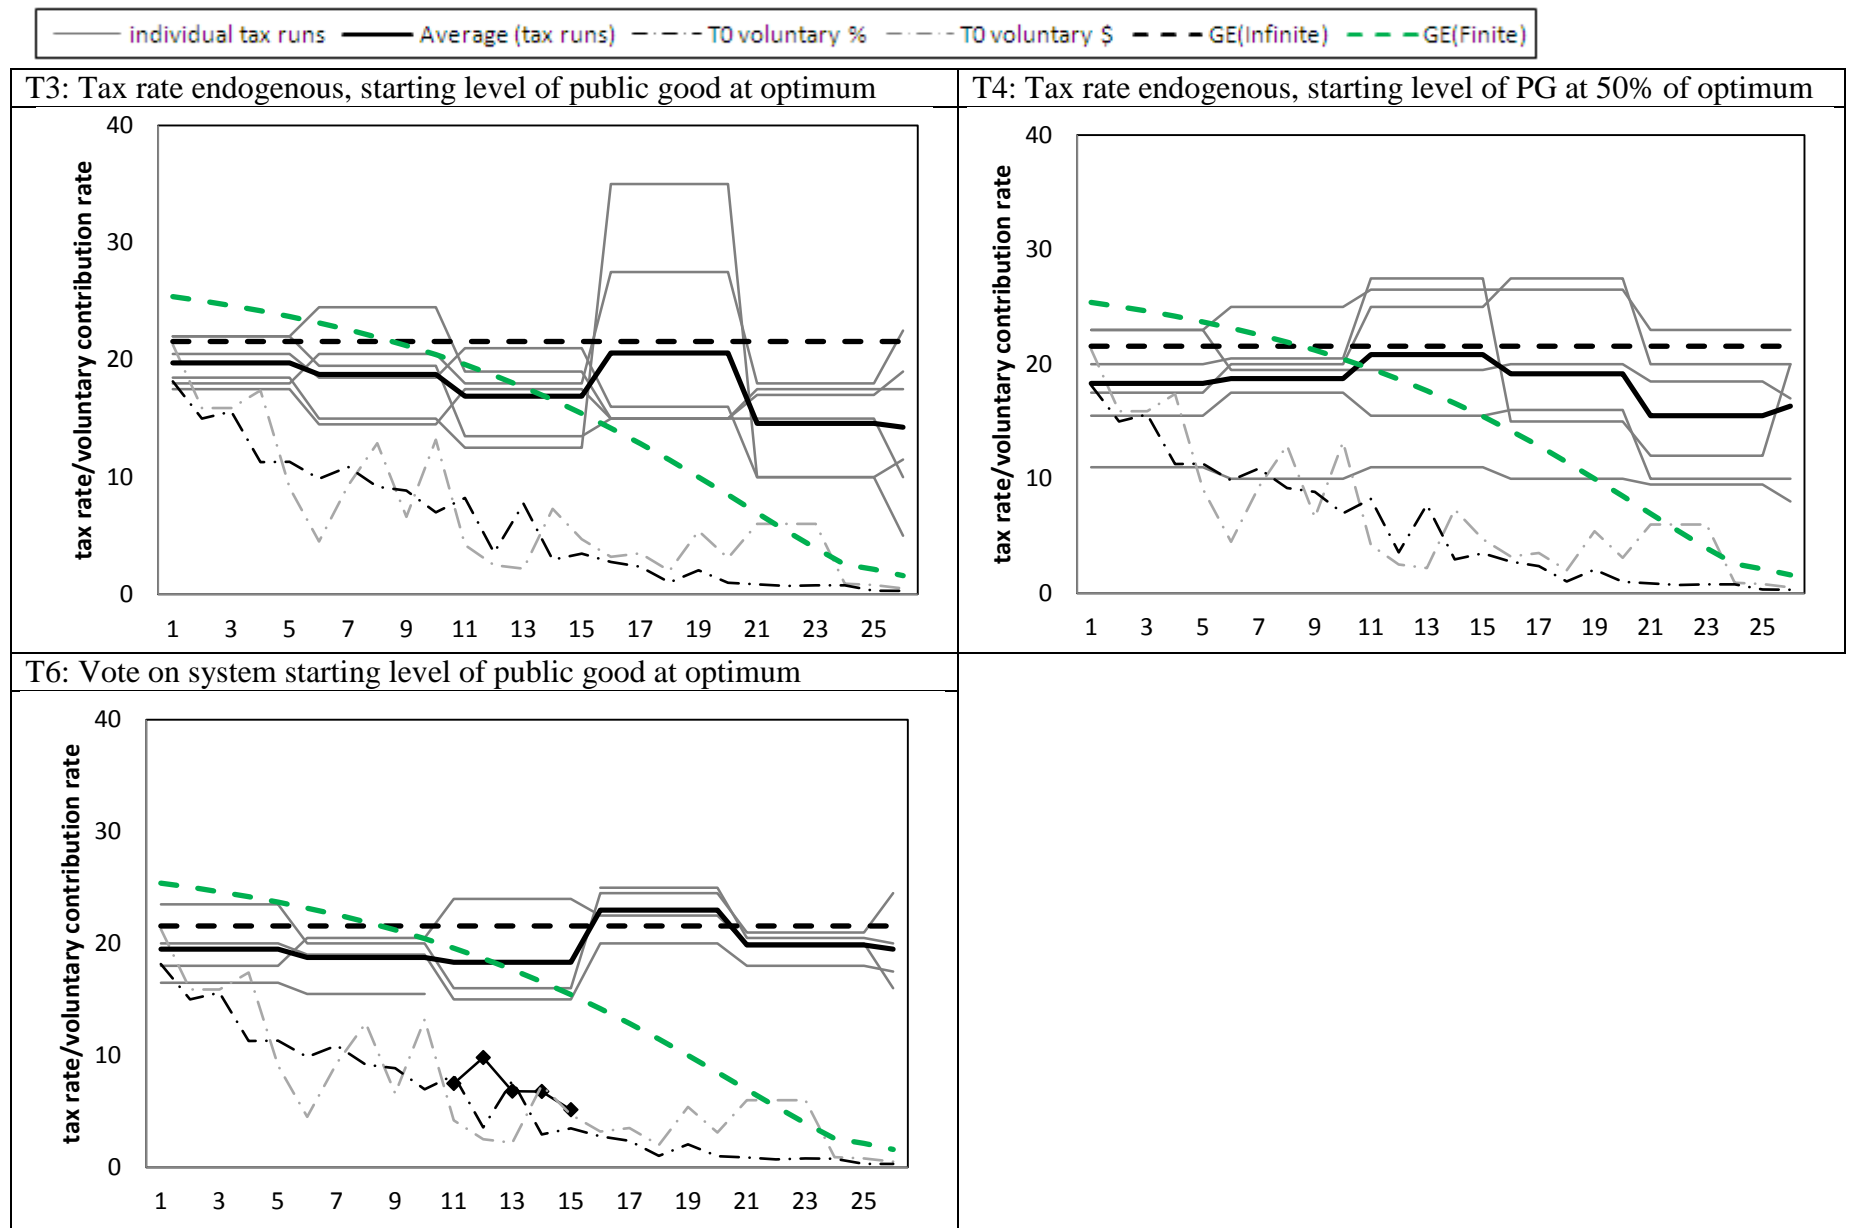 individual tax runs Average (tax runs) T0 voluntary % T0 voluntary $ GE(Infinite) GE(Finite)
T3: Tax rate endogenous, starting level of public good at optimum
tax rate/voluntary contribution rate
40
30
20
10
0
1 3 5 7 9 11 13 15 17 19 21 23 25
T4: Tax rate endogenous, starting level of PG at 50% of optimum
tax rate/voluntary contribution rate
40
30
20
10
0
1 3 5 7 9 11 13 15 17 19 21 23 25
T6: Vote on system starting level of public good at optimum
tax rate/voluntary contribution rate
40
30
20
10
0
1 3 5 7 9 11 13 15 17 19 21 23 25